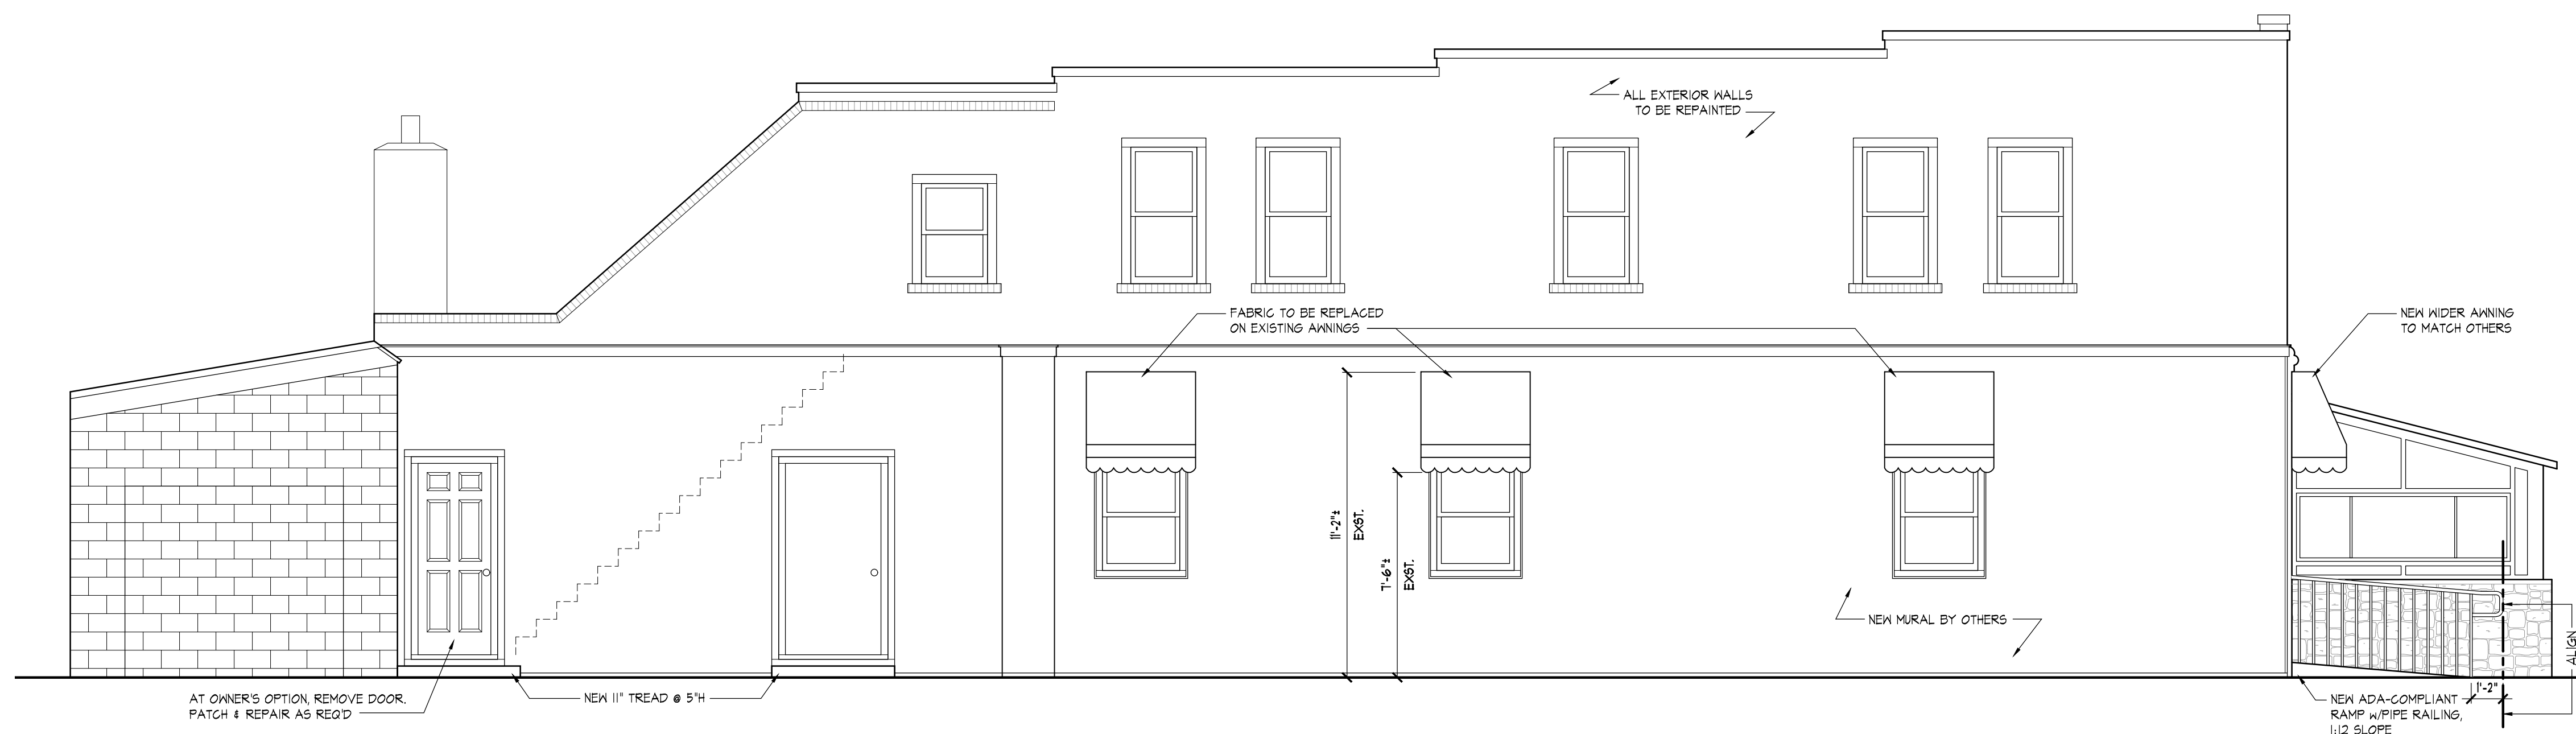 ALL EXTERIOR WALLS
TO BE REPAINTED
FABRIC TO BE REPLACED
ON EXISTING AWNINGS
NEW WIDER AWNING
TO MATCH OTHERS
11'-2"±
EXST.
7'-6"±
EXST.
NEW MURAL BY OTHERS
ALIGN
AT OWNER'S OPTION, REMOVE DOOR.
PATCH & REPAIR AS REQ'D
NEW 11" TREAD @ 5"H
1'-2"
NEW ADA-COMPLIANT
RAMP W/PIPE RAILING,
1:12 SLOPE